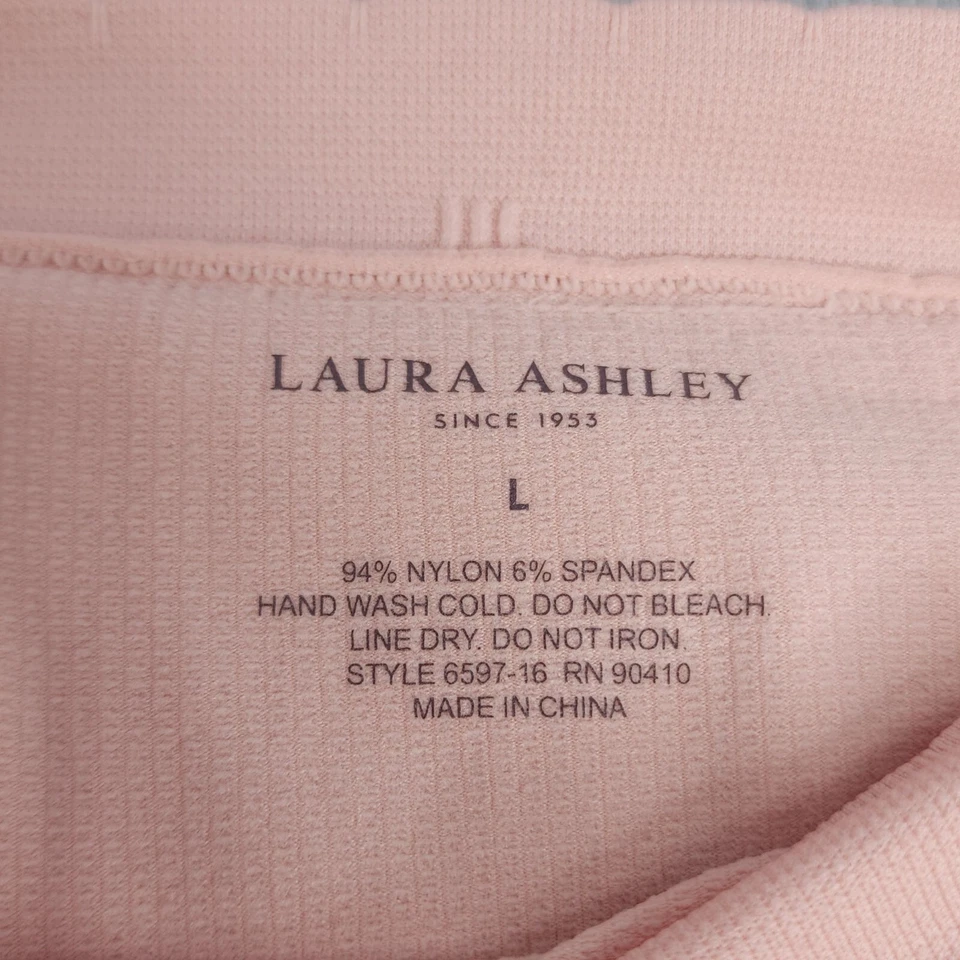 LAURA ASHLEY
SINCE 1953
L
94% NYLON 6% SPANDEX
HAND WASH COLD. DO NOT BLEACH.
LINE DRY. DO NOT IRON.
STYLE 6597-16 RN 90410
MADE IN CHINA